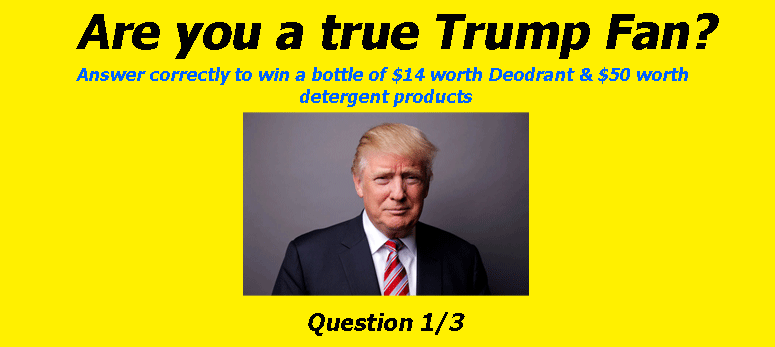 Are you a true Trump Fan?
Answer correctly to win a bottle of $14 worth Deodrant & $50 worth
detergent products
Question 1/3